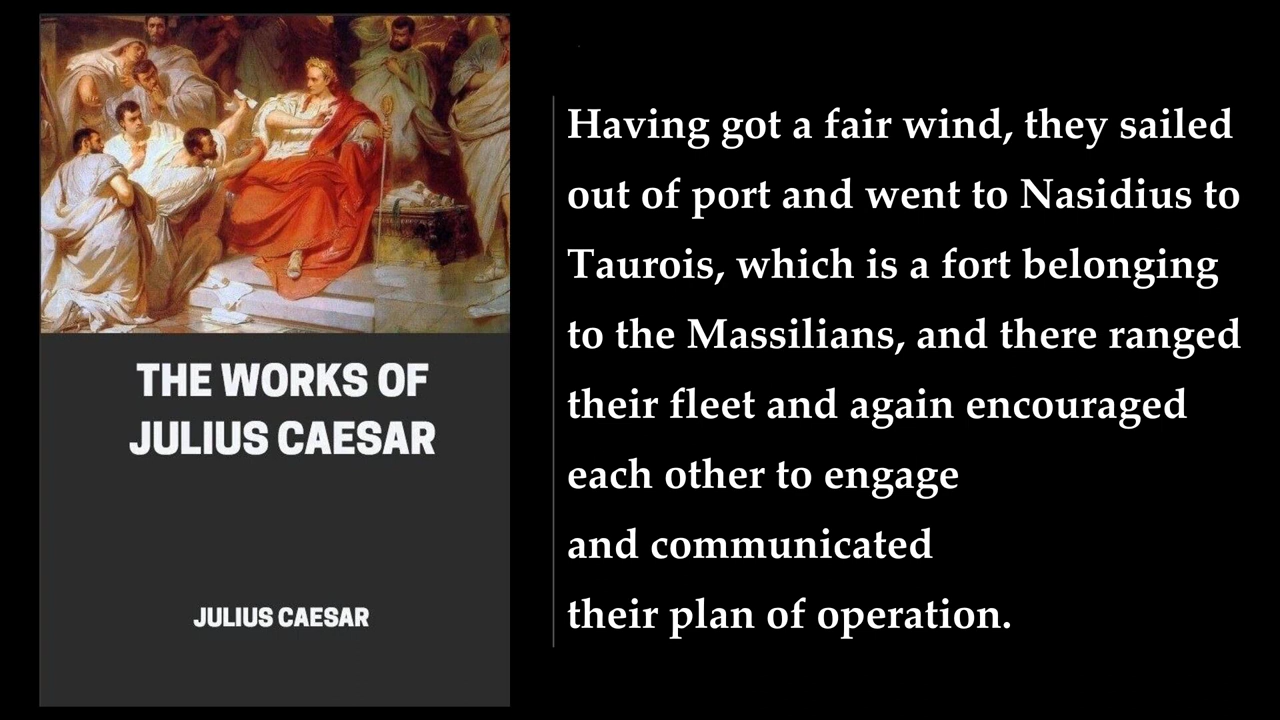 THE WORKS OF
JULIUS CAESAR
JULIUS CAESAR
Having got a fair wind, they sailed
out of port and went to Nasidius to
Taurois, which is a fort belonging
to the Massilians, and there ranged
their fleet and again encouraged
each other to engage
and communicated
their plan of operation.